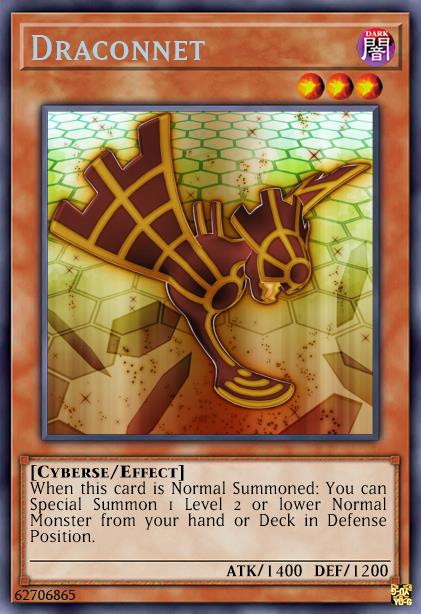 DRACONNET
DARK
闇
[CYBERSE/EFFECT]
When this card is Normal Summoned: You can
Special Summon 1 Level 2 or lower Normal
Monster from your hand or Deck in Defense
Position.
ATK/1400 DEF/1200
62706865